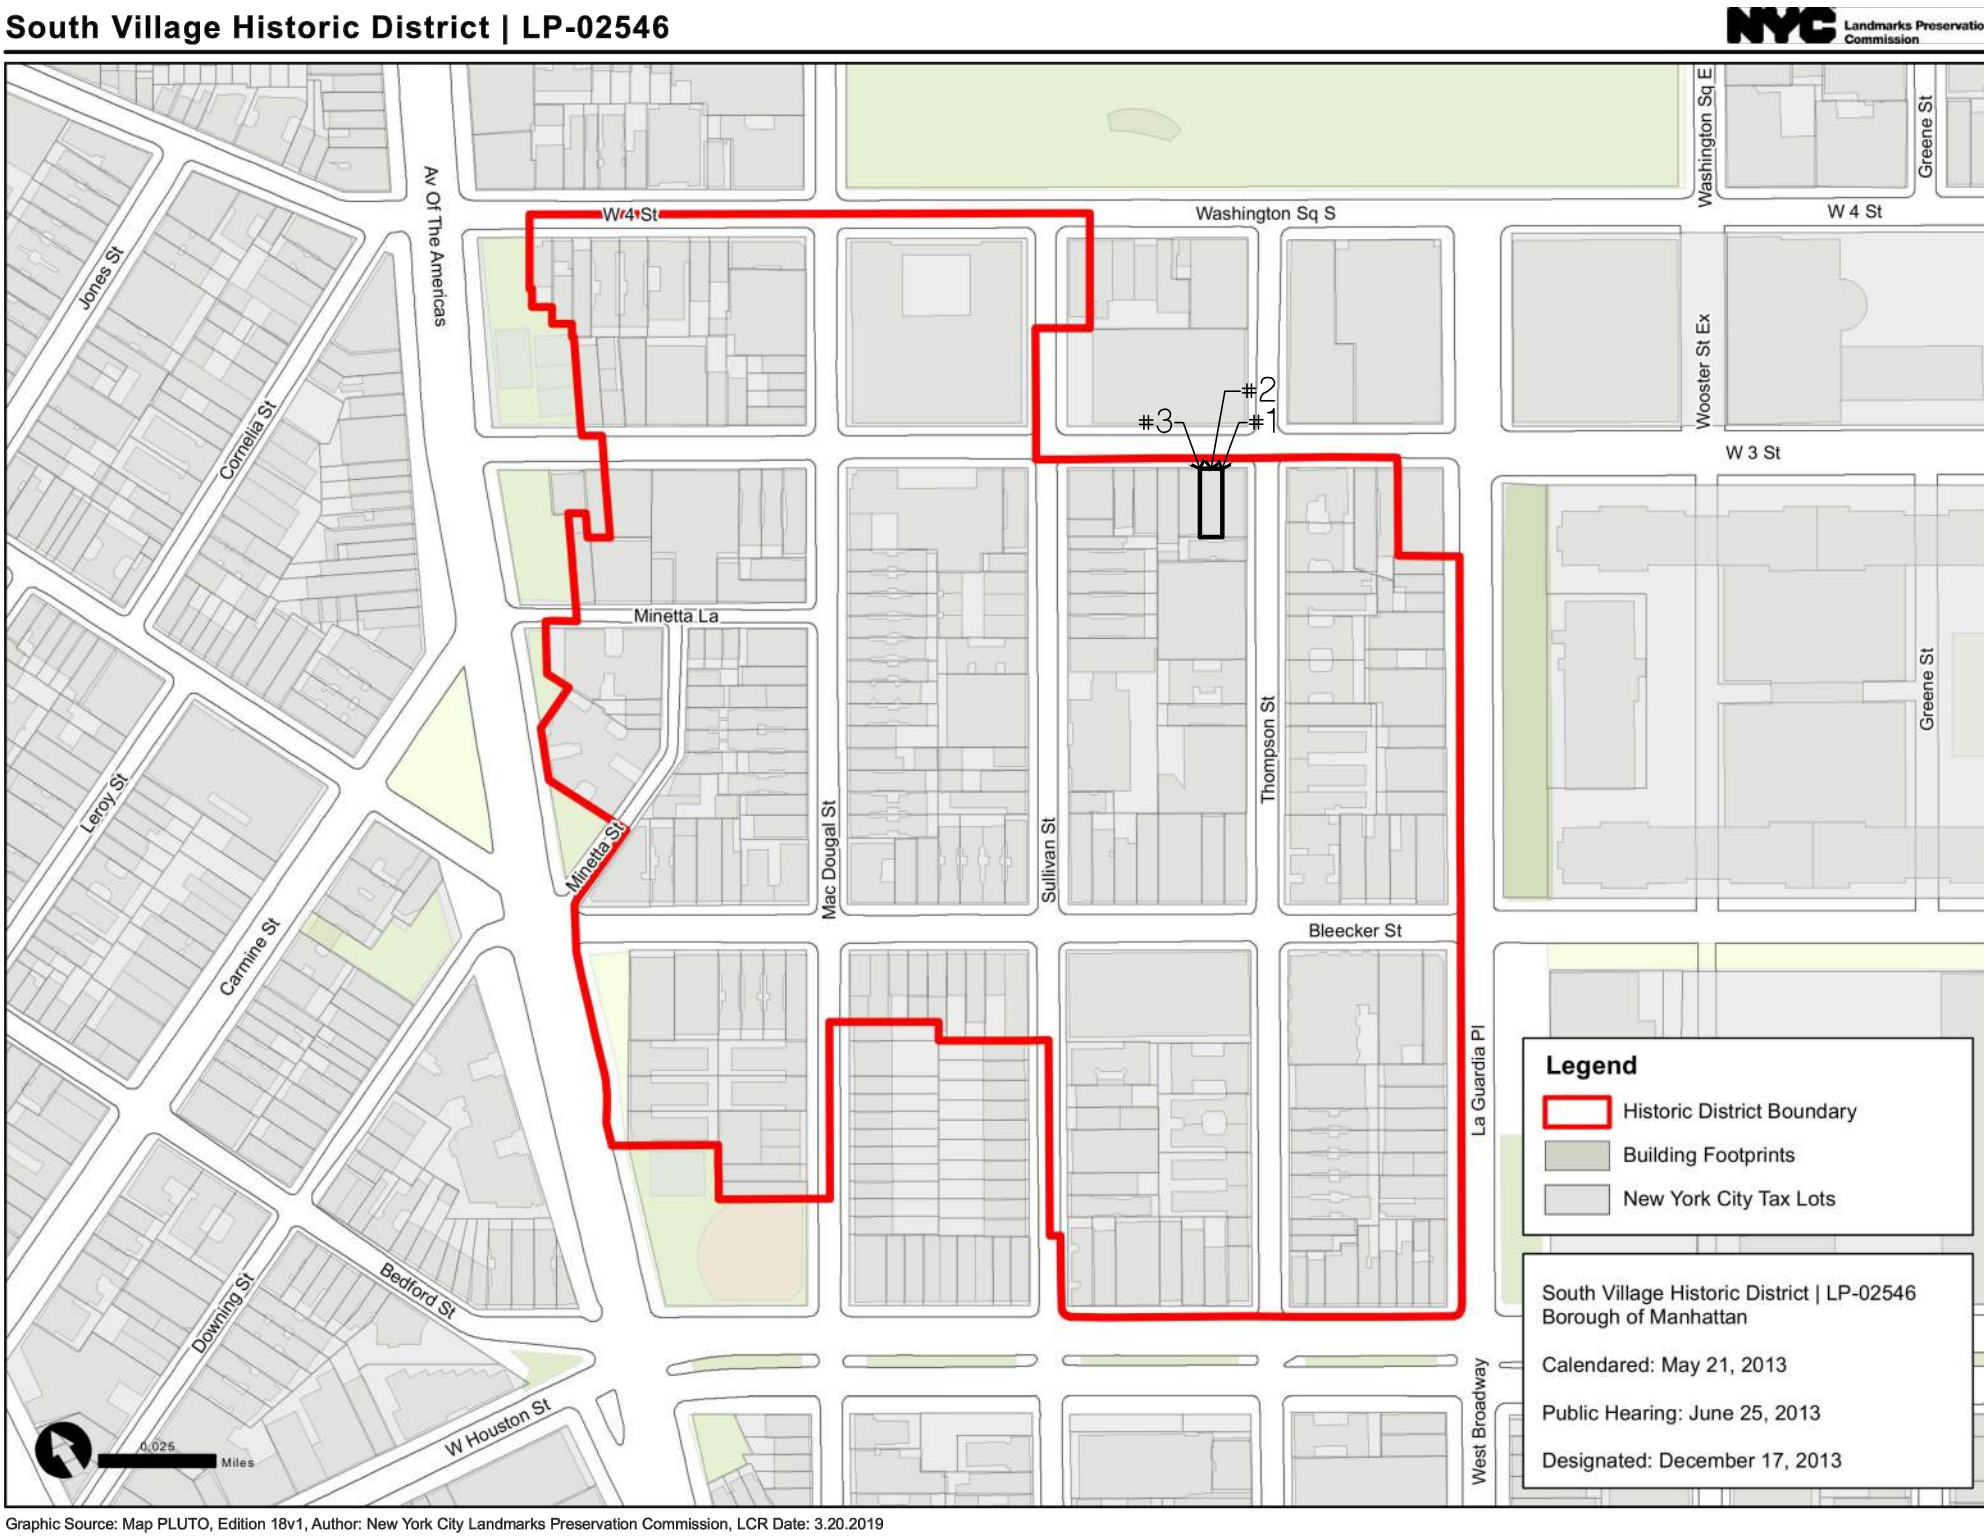 South Village Historic District | LP-02546
NYC
Landmarks Preservatio
Commission
Washington Sq E
Greene St
Av Of The Americas
W 4 St
Washington Sq S
W 4 St
Jones St
Cornelia St
Wooster St Ex
#2
#3
#1
W 3 St
Minetta La
Greene St
Thompson St
Leroy St
Mac Dougal St
Sullivan St
Minetta St
Carmine St
Bleecker St
La Guardia Pl
Legend
Historic District Boundary
Building Footprints
New York City Tax Lots
Bedford St
Downing St
South Village Historic District | LP-02546
Borough of Manhattan
Calendared: May 21, 2013
Public Hearing: June 25, 2013
Designated: December 17, 2013
West Broadway
W Houston St
0.025
Miles
Graphic Source: Map PLUTO, Edition 18v1, Author: New York City Landmarks Preservation Commission, LCR Date: 3.20.2019